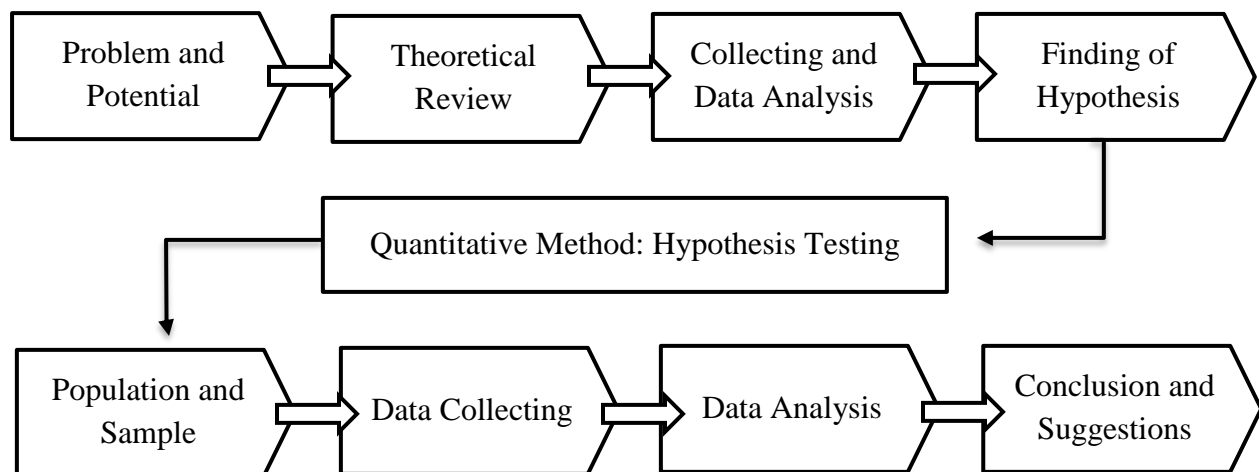 Problem and
Potential
Theoretical
Review
Collecting and
Data Analysis
Finding of
Hypothesis
Quantitative Method: Hypothesis Testing
Population and
Sample
Data Collecting
Data Analysis
Conclusion and
Suggestions